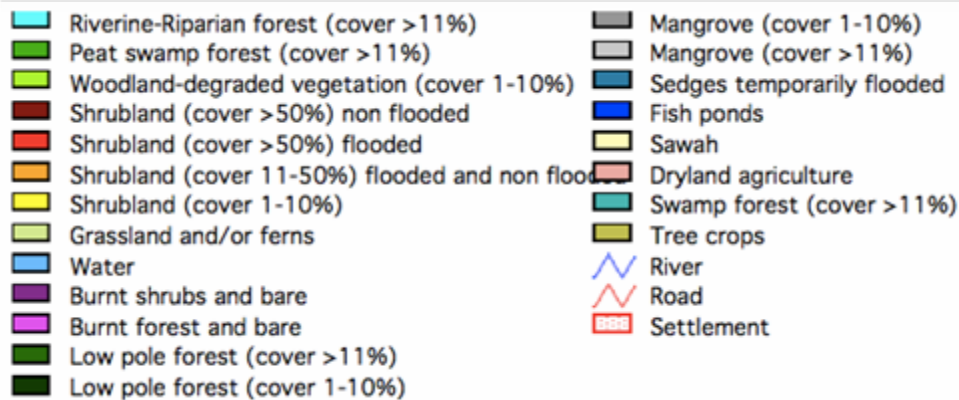 Riverine-Riparian forest (cover >11%)
Peat swamp forest (cover >11%)
Woodland-degraded vegetation (cover 1-10%)
Shrubland (cover >50%) non flooded
Shrubland (cover >50%) flooded
Shrubland (cover 11-50%) flooded and non flooded
Shrubland (cover 1-10%)
Grassland and/or ferns
Water
Burnt shrubs and bare
Burnt forest and bare
Low pole forest (cover >11%)
Low pole forest (cover 1-10%)
Mangrove (cover 1-10%)
Mangrove (cover >11%)
Sedges temporarily flooded
Fish ponds
Sawah
Dryland agriculture
Swamp forest (cover >11%)
Tree crops
River
Road
Settlement